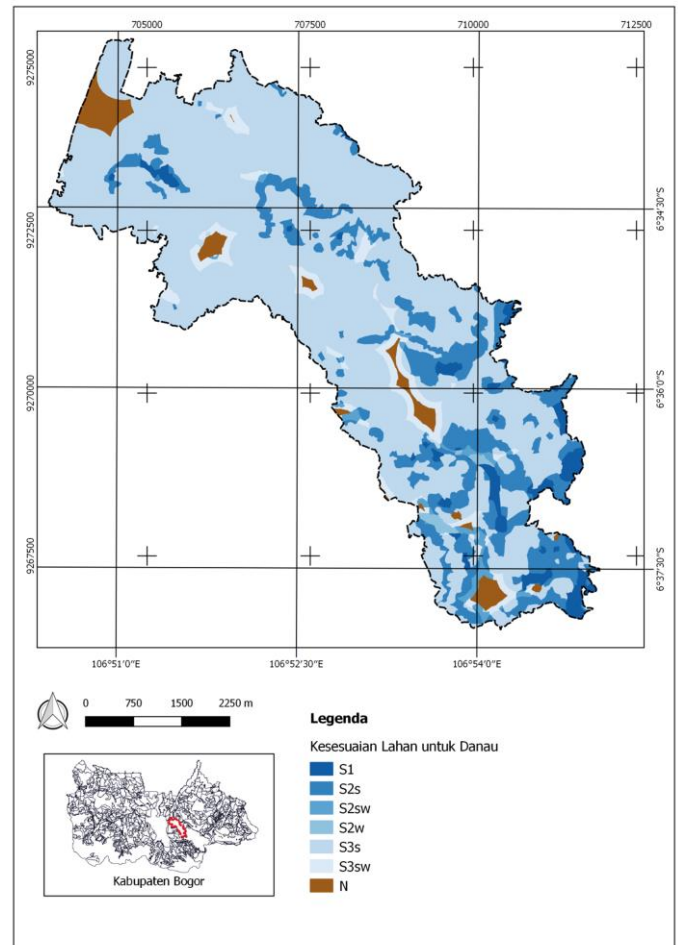 705000 707500 710000 712500
9275000
9272500
9270000
9267500
6°34'30"S
6°36'0"S
6°37'30"S
106°51'0"E 106°52'30"E 106°54'0"E
0 750 1500 2250 m
Kabupaten Bogor
Legenda
Kesesuaian Lahan untuk Danau
S1
S2s
S2sw
S2w
S3s
S3sw
N